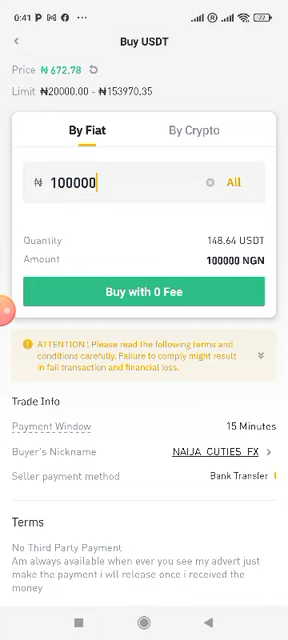 0:41
Buy USDT
Price ₦ 672.78
Limit ₦20000.00 - ₦153970.35
By Fiat By Crypto
₦ 100000 All
Quantity 148.64 USDT
Amount 100000 NGN
Buy with 0 Fee
ATTENTION ! Please read the following terms and
conditions carefully. Failure to comply might result
in fail transaction and financial loss.
Trade Info
Payment Window 15 Minutes
Buyer's Nickname NAIJA_CUTIES_FX
Seller payment method Bank Transfer
Terms
No Third Party Payment
Am always available when ever you see my advert just
make the payment i will release once i received the
money